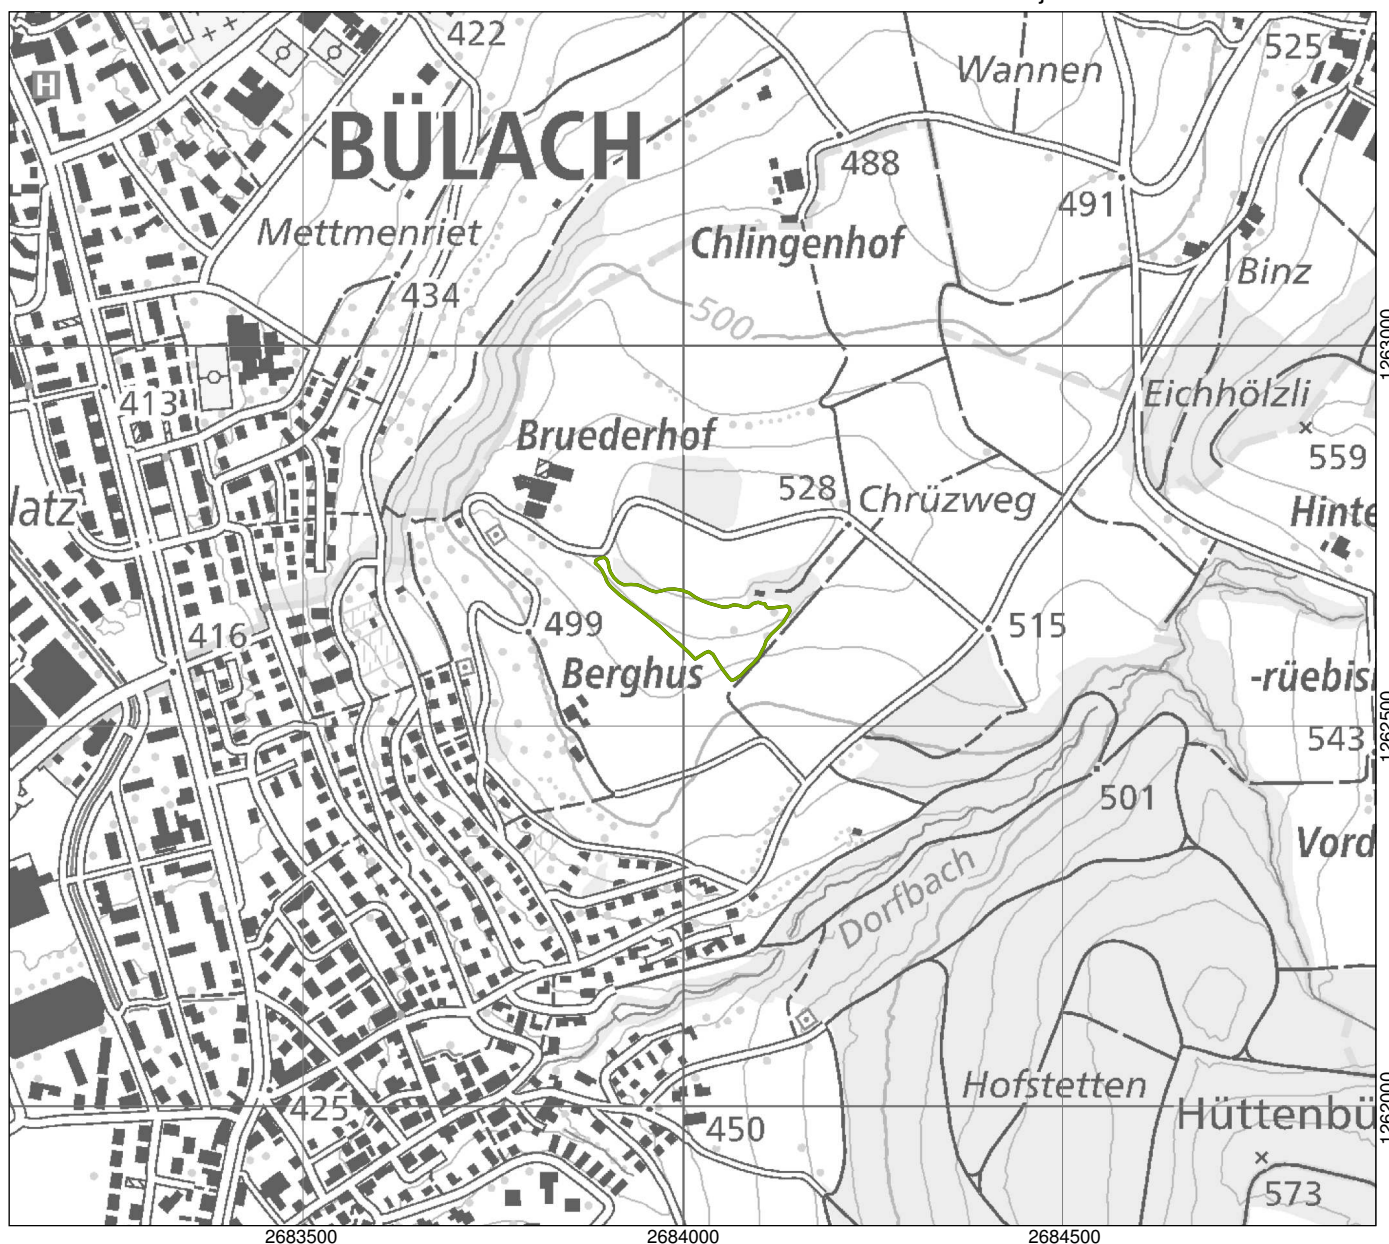 422
525
H
Wannen
BÜLACH
488
491
Mettmenriet
Chlingenhof
Binz
434
500
1263000
413
Eichhölzli
Bruederhof
559
528
Chrüzweg
latz
Hinte
499
515
416
Berghus
-rüebis
543
1262500
501
Vord
Dorfbach
Hofstetten
425
Hüttenbü
450
1262000
573
2683500
2684000
2684500